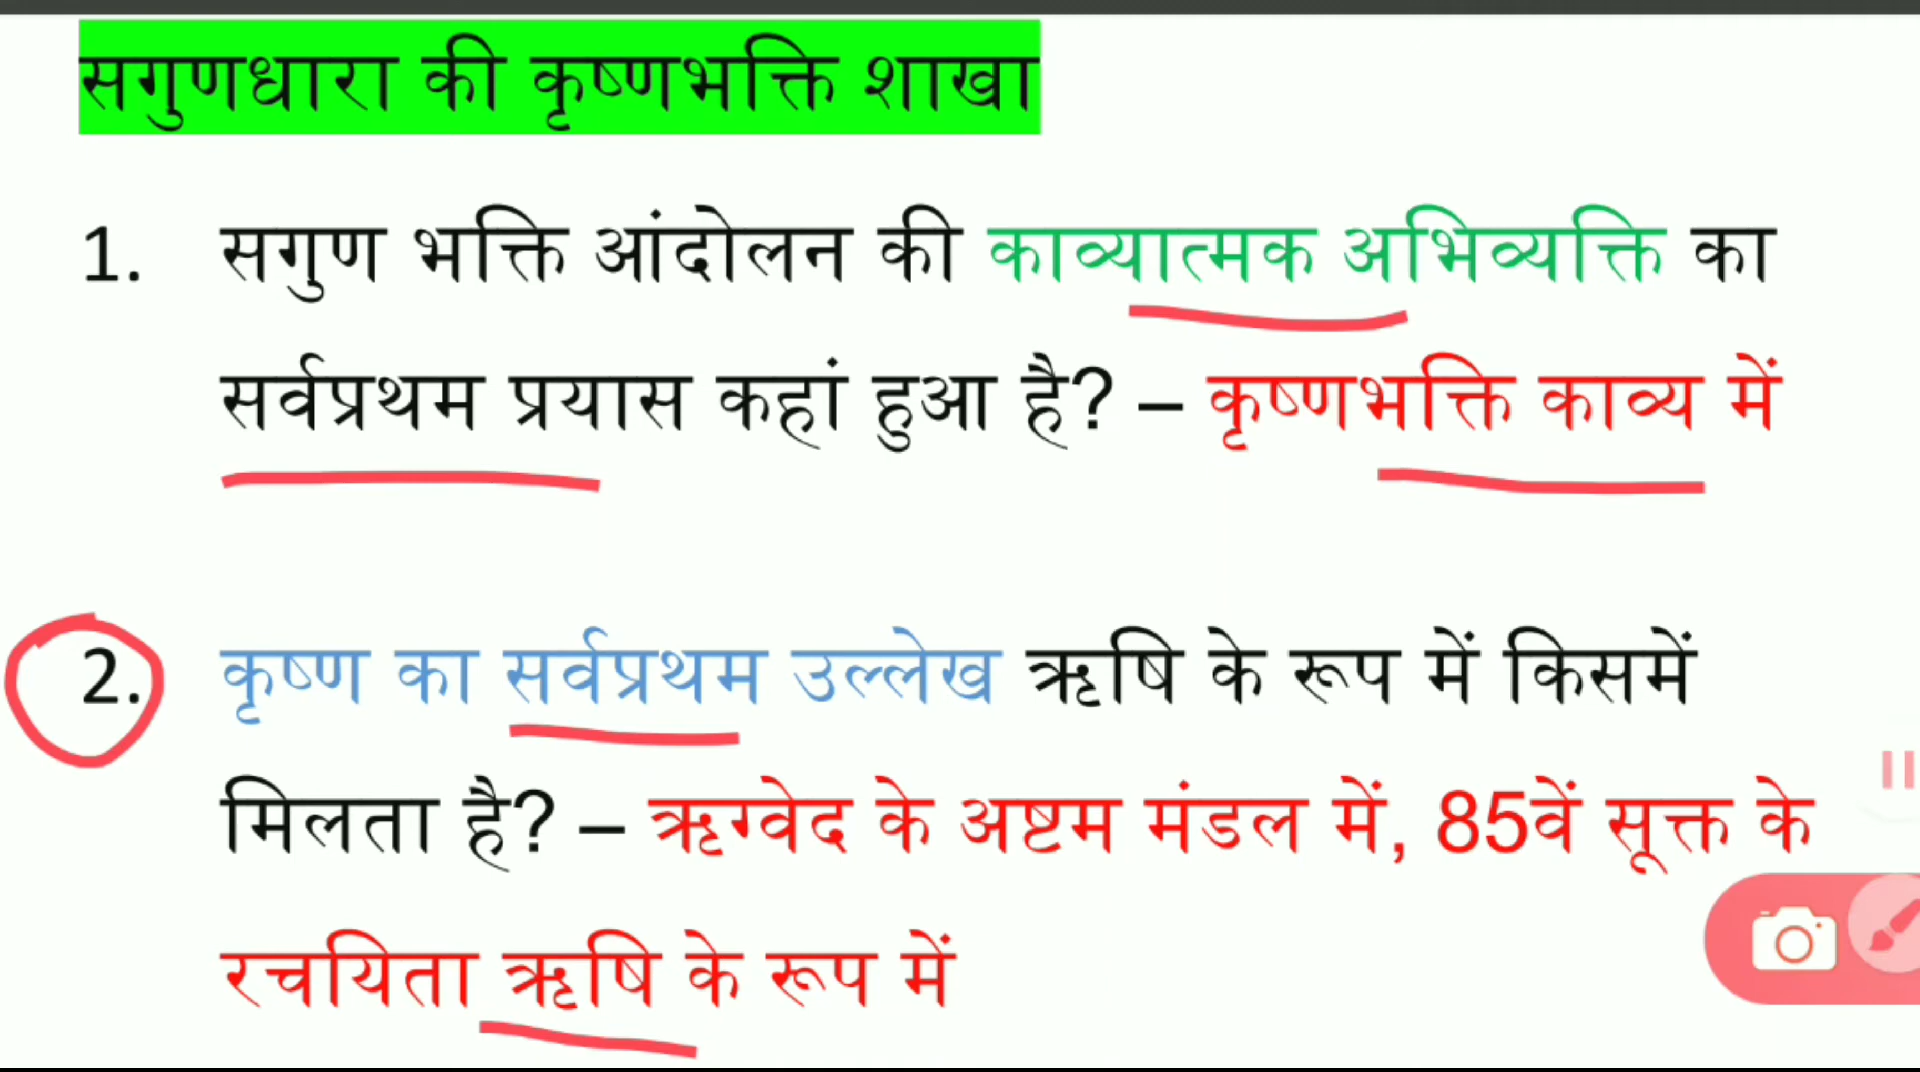 सगुणधारा की कृष्णभक्ति शाखा
1. सगुण भक्ति आंदोलन की काव्यात्मक अभिव्यक्ति का
सर्वप्रथम प्रयास कहां हुआ है? – कृष्णभक्ति काव्य में
2. कृष्ण का सर्वप्रथम उल्लेख ऋषि के रूप में किसमें
मिलता है? – ऋग्वेद के अष्टम मंडल में, 85वें सूक्त के
रचयिता ऋषि के रूप में